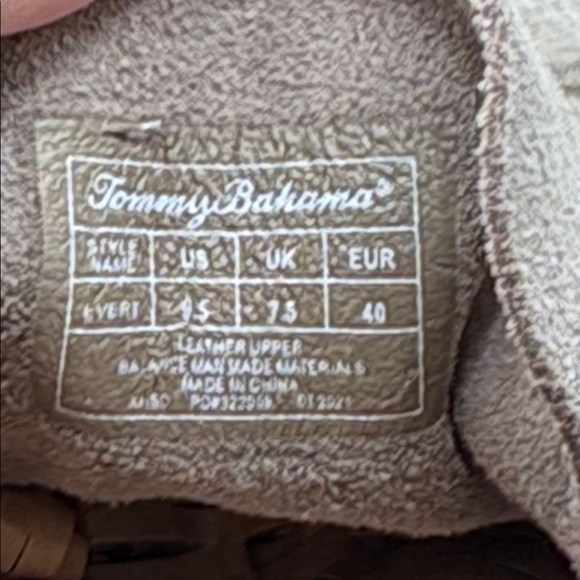 Tommy Bahama®
STYLE NAME US UK EUR
EVERT 9.5 7.5 40
LEATHER UPPER
BALANCE MAN MADE MATERIALS
MADE IN CHINA